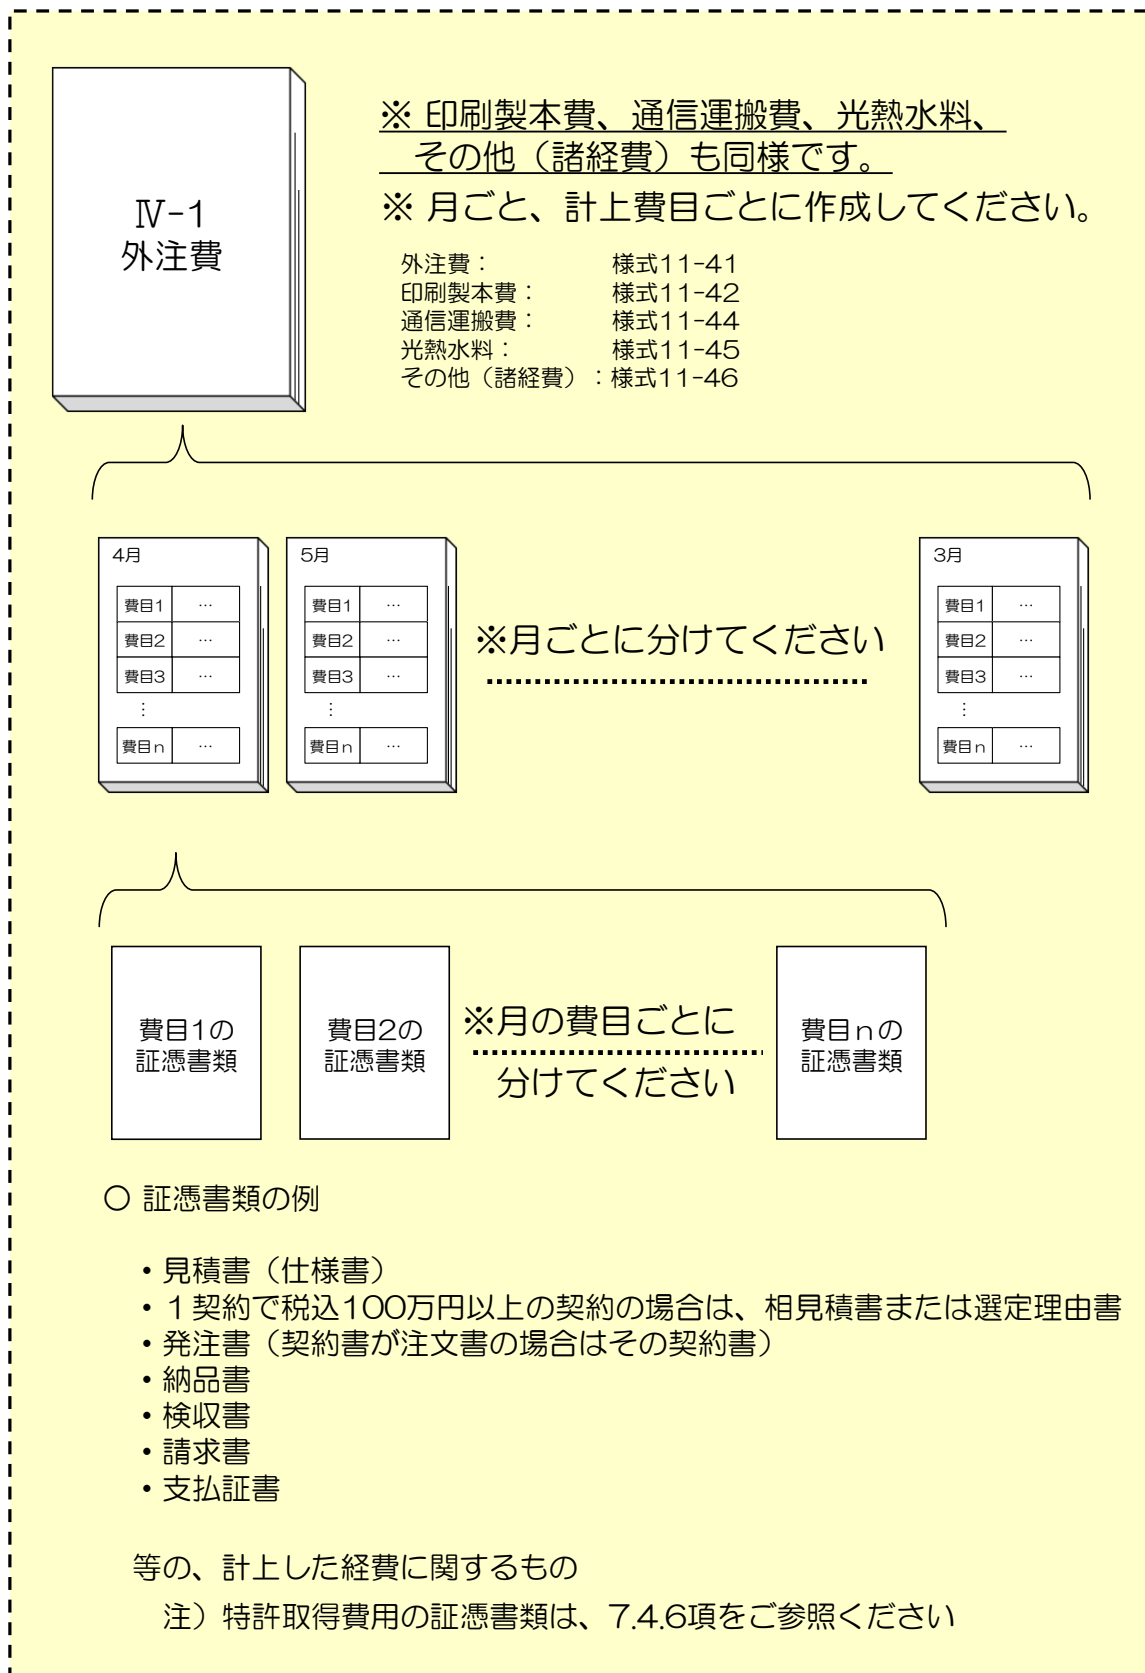 Ⅳ-1
外注費
※ 印刷製本費、通信運搬費、光熱水料、
その他（諸経費）も同様です。
※ 月ごと、計上費目ごとに作成してください。
外注費： 様式11-41
印刷製本費： 様式11-42
通信運搬費： 様式11-44
光熱水料： 様式11-45
その他（諸経費）：様式11-46
4月
費目1 …
費目2 …
費目3 …
⋮
費目ｎ …
5月
費目1 …
費目2 …
費目3 …
⋮
費目ｎ …
※月ごとに分けてください
3月
費目1 …
費目2 …
費目3 …
⋮
費目ｎ …
費目1の
証憑書類
費目2の
証憑書類
※月の費目ごとに
分けてください
費目ｎの
証憑書類
○ 証憑書類の例
・見積書（仕様書）
・１契約で税込100万円以上の契約の場合は、相見積書または選定理由書
・発注書（契約書が注文書の場合はその契約書）
・納品書
・検収書
・請求書
・支払証書
等の、計上した経費に関するもの
注）特許取得費用の証憑書類は、7.4.6項をご参照ください